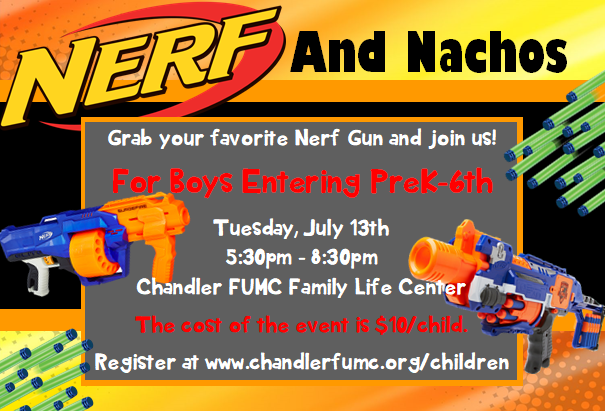 NERF And Nachos
Grab your favorite Nerf Gun and join us!
For Boys Entering PreK-6th
Tuesday, July 13th
5:30pm - 8:30pm
Chandler FUMC Family Life Center
The cost of the event is $10/child.
Register at www.chandlerfumc.org/children
NERF